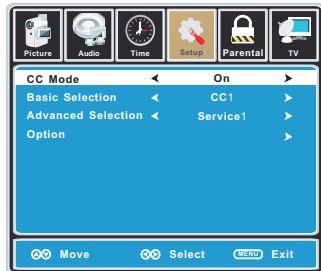 Picture Audio Time Setup Parental TV
CC Mode On
Basic Selection CC1
Advanced Selection Service1
Option
Move Select MENU Exit